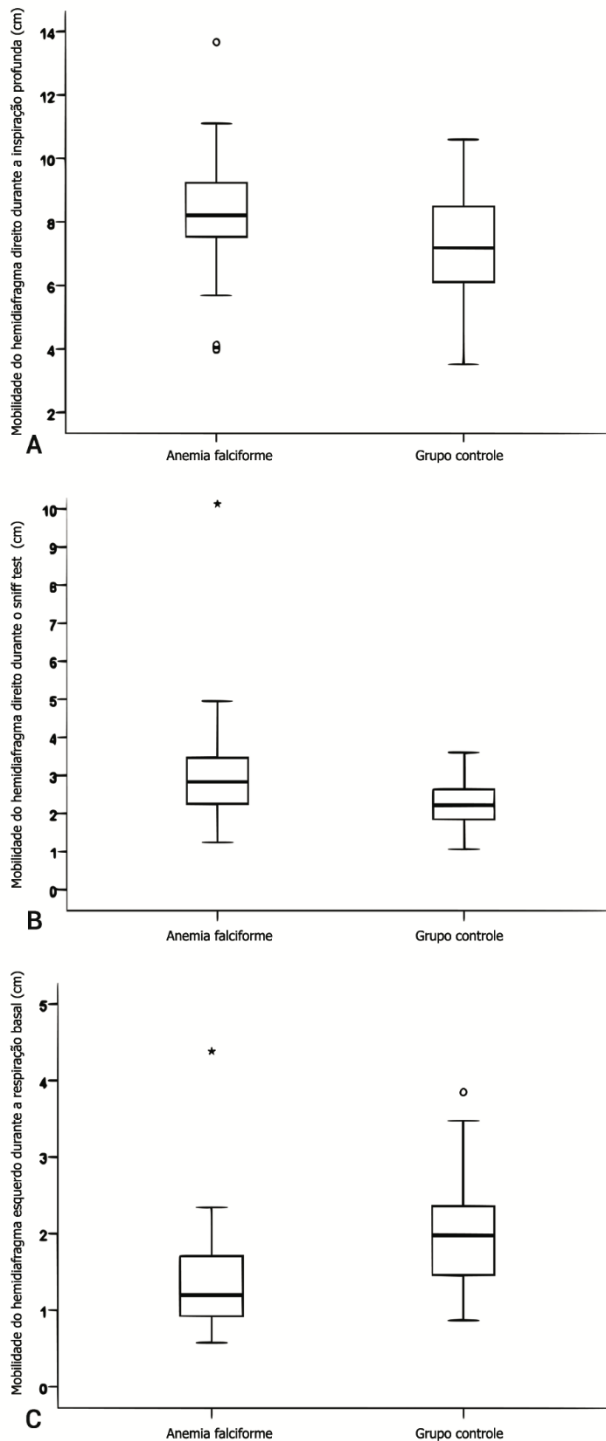 Mobilidade do hemidiafragma direito durante a inspiração profunda (cm)
14
12
10
8
6
4
2
A
Anemia falciforme
Grupo controle
Mobilidade do hemidiafragma direito durante o sniff test (cm)
10
9
8
7
6
5
4
3
2
1
0
B
Anemia falciforme
Grupo controle
Mobilidade do hemidiafragma esquerdo durante a respiração basal (cm)
5
4
3
2
1
0
C
Anemia falciforme
Grupo controle